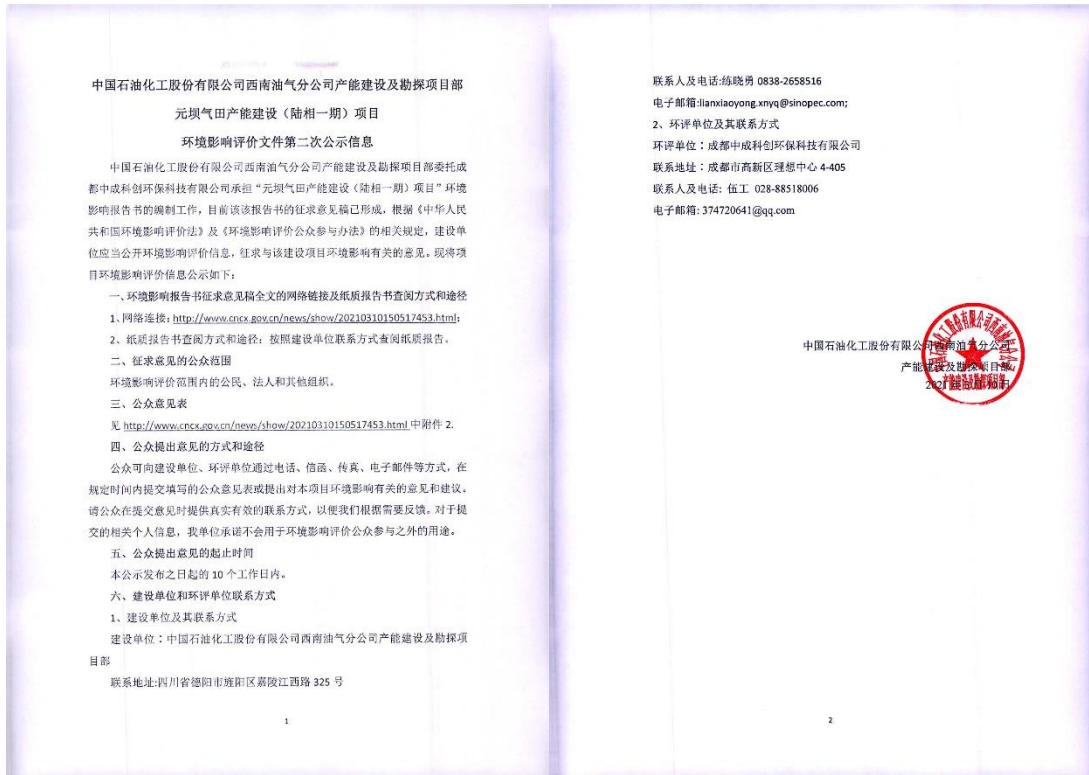 中国石油化工股份有限公司西南油气分公司产能建设及勘探项目部
元坝气田产能建设（陆相一期）项目
环境影响评价文件第二次公示信息
中国石油化工股份有限公司西南油气分公司产能建设及勘探项目部委托成
都中成科创环保科技有限公司承担“元坝气田产能建设（陆相一期）项目”环境
影响报告书的编制工作，目前该该报告书的征求意见稿已形成，根据《中华人民
共和国环境影响评价法》及《环境影响评价公众参与办法》的相关规定，建设单
位应当公开环境影响评价信息，征求与该建设项目环境影响有关的意见。现将项
目环境影响评价信息公示如下：
一、环境影响报告书征求意见稿全文的网络链接及纸质报告书查阅方式和途径
1、网络连接：http://www.cncx.gov.cn/news/show/20210310150517453.html；
2、纸质报告书查阅方式和途径：按照建设单位联系方式查阅纸质报告。
二、征求意见的公众范围
环境影响评价范围内的公民、法人和其他组织。
三、公众意见表
见 http://www.cncx.gov.cn/news/show/20210310150517453.html 中附件 2.
四、公众提出意见的方式和途径
公众可向建设单位、环评单位通过电话、信函、传真、电子邮件等方式，在
规定时间内提交填写的公众意见表或提出对本项目环境影响有关的意见和建议。
请公众在提交意见时提供真实有效的联系方式，以便我们根据需要反馈。对于提
交的相关个人信息，我单位承诺不会用于环境影响评价公众参与之外的用途。
五、公众提出意见的起止时间
本公示发布之日起的 10 个工作日内。
六、建设单位和环评单位联系方式
1、建设单位及其联系方式
建设单位：中国石油化工股份有限公司西南油气分公司产能建设及勘探项
目部
联系地址:四川省德阳市旌阳区嘉陵江西路 325 号
1
联系人及电话:练晓勇 0838-2658516
电子邮箱:lianxiaoyong.xnyq@sinopec.com;
2、环评单位及其联系方式
环评单位：成都中成科创环保科技有限公司
联系地址：成都市高新区理想中心 4-405
联系人及电话: 伍工 028-88518006
电子邮箱: 374720641@qq.com
中国石油化工股份有限公司西南油气分公司
产能建设及勘探项目部
2021 年 月 10 日
2